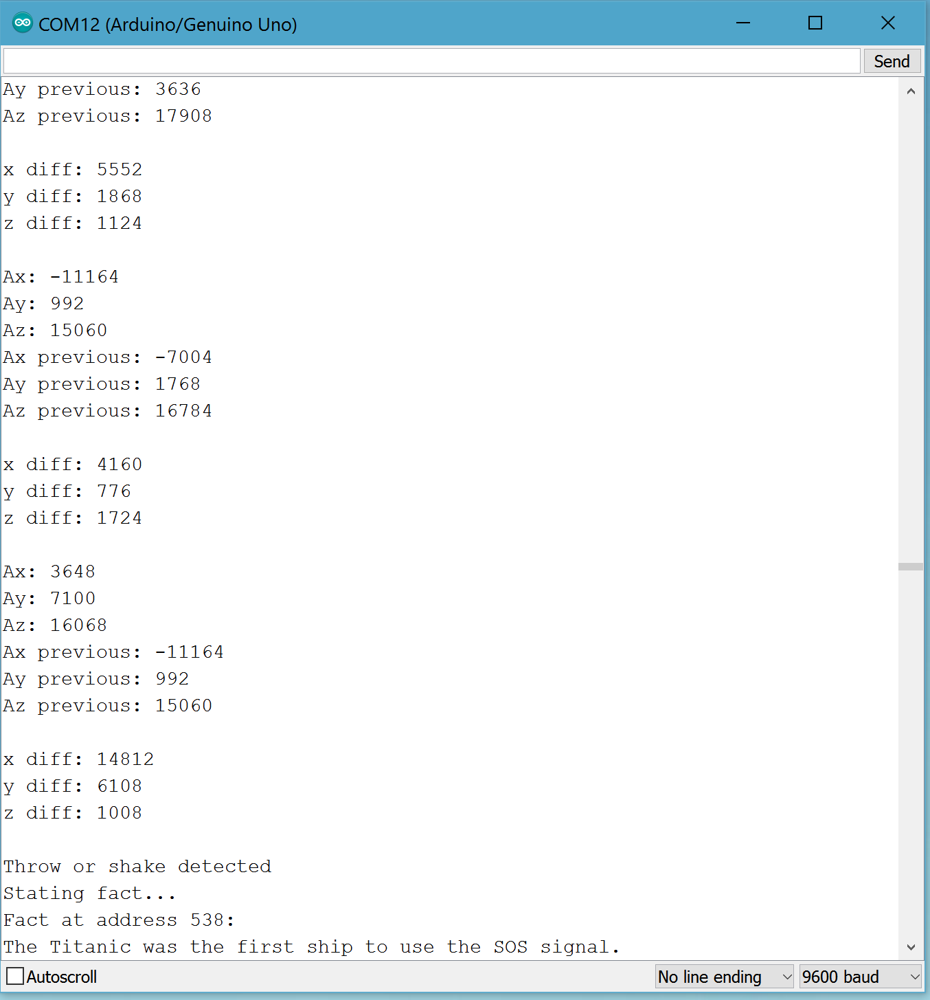 COM12 (Arduino/Genuino Uno)
Send
Ay previous: 3636
Az previous: 17908
x diff: 5552
y diff: 1868
z diff: 1124
Ax: -11164
Ay: 992
Az: 15060
Ax previous: -7004
Ay previous: 1768
Az previous: 16784
x diff: 4160
y diff: 776
z diff: 1724
Ax: 3648
Ay: 7100
Az: 16068
Ax previous: -11164
Ay previous: 992
Az previous: 15060
x diff: 14812
y diff: 6108
z diff: 1008
Throw or shake detected
Stating fact...
Fact at address 538:
The Titanic was the first ship to use the SOS signal.
Autoscroll
No line ending
9600 baud